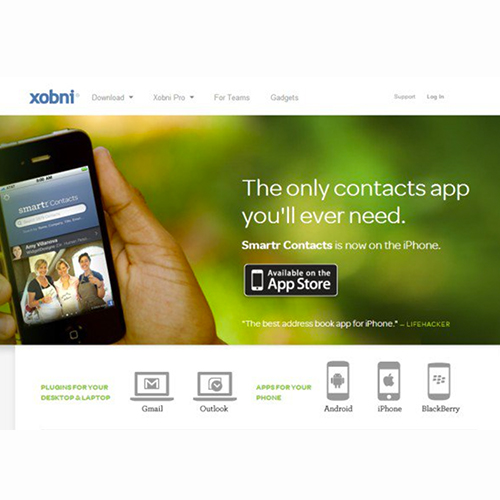 xobni
Download
Xobni Pro
For Teams
Gadgets
Support
Log In
smartr Contacts
Amy Villanova
The only contacts app
you'll ever need.
Smartr Contacts is now on the iPhone.
Available on the
App Store
"The best address book app for iPhone." – LIFEHACKER
PLUGINS FOR YOUR
DESKTOP & LAPTOP
Gmail
Outlook
APPS FOR YOUR
PHONE
Android
iPhone
BlackBerry